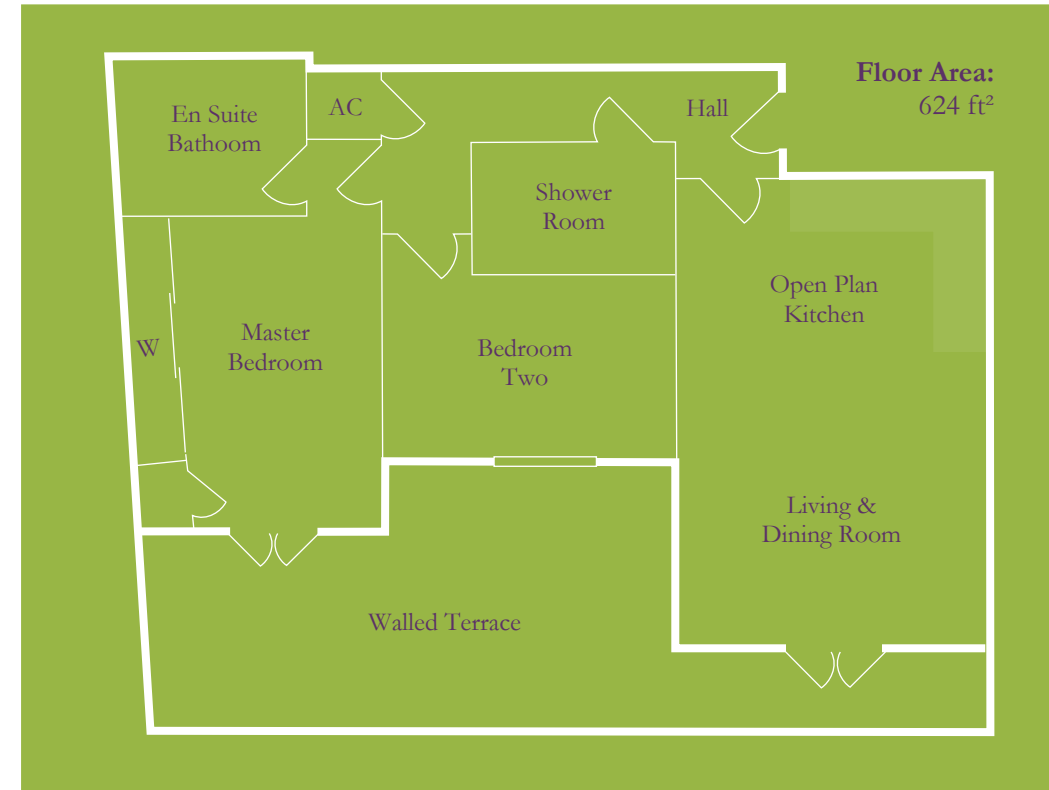 Floor Area:
624 ft²
En Suite
Bathoom
AC
Hall
Shower
Room
Open Plan
Kitchen
W
Master
Bedroom
Bedroom
Two
Living &
Dining Room
Walled Terrace